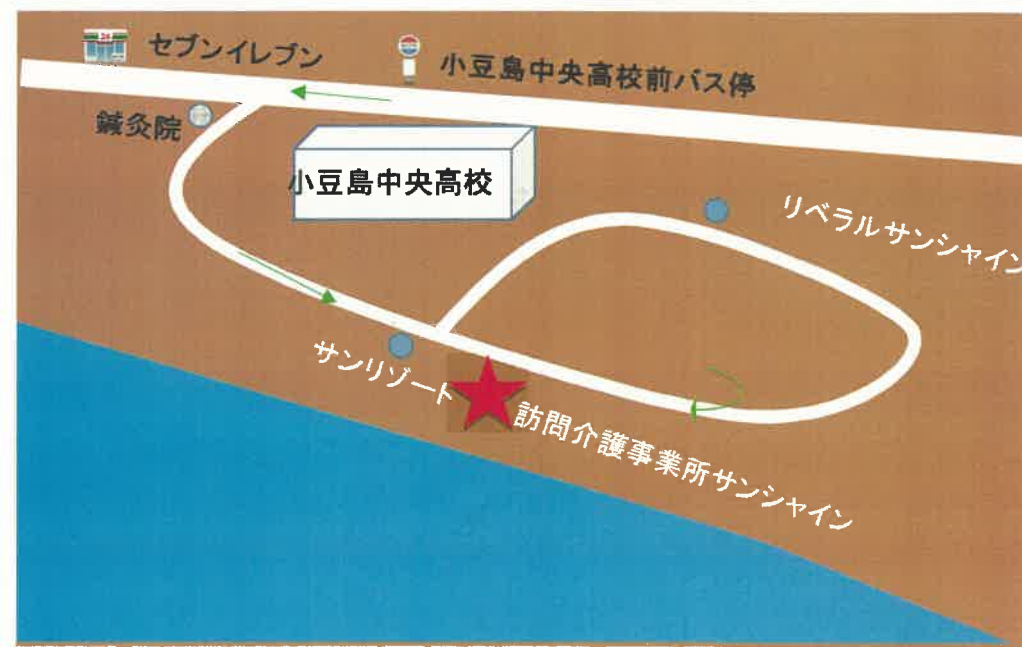 セブンイレブン
小豆島中央高校前バス停
鍼灸院
小豆島中央高校
リベラルサンシャイン
サンリゾート
訪問介護事業所サンシャイン